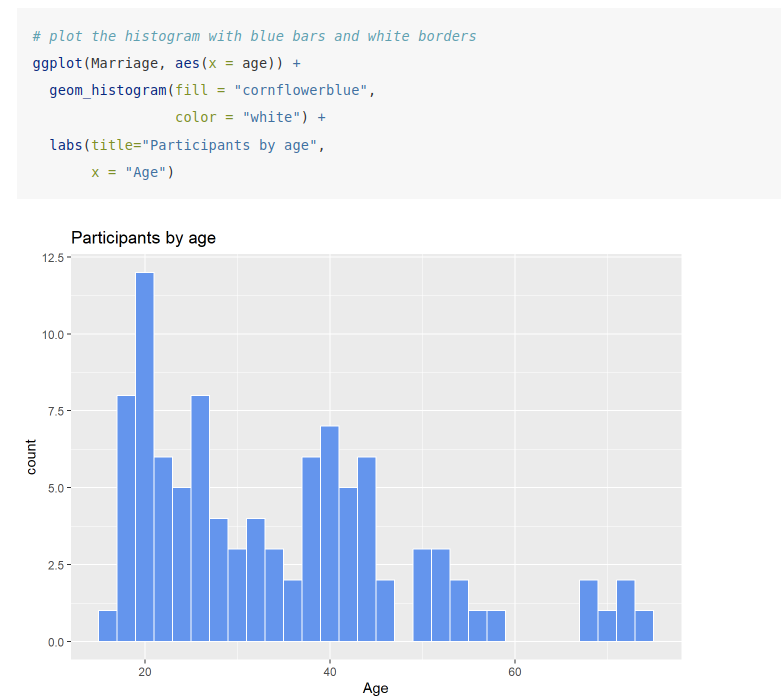 # plot the histogram with blue bars and white borders
ggplot(Marriage, aes(x = age)) +
  geom_histogram(fill = "cornflowerblue",
                 color = "white") +
  labs(title="Participants by age",
       x = "Age")
Participants by age
12.5
10.0
7.5
5.0
2.5
0.0
count
20 40 60
Age